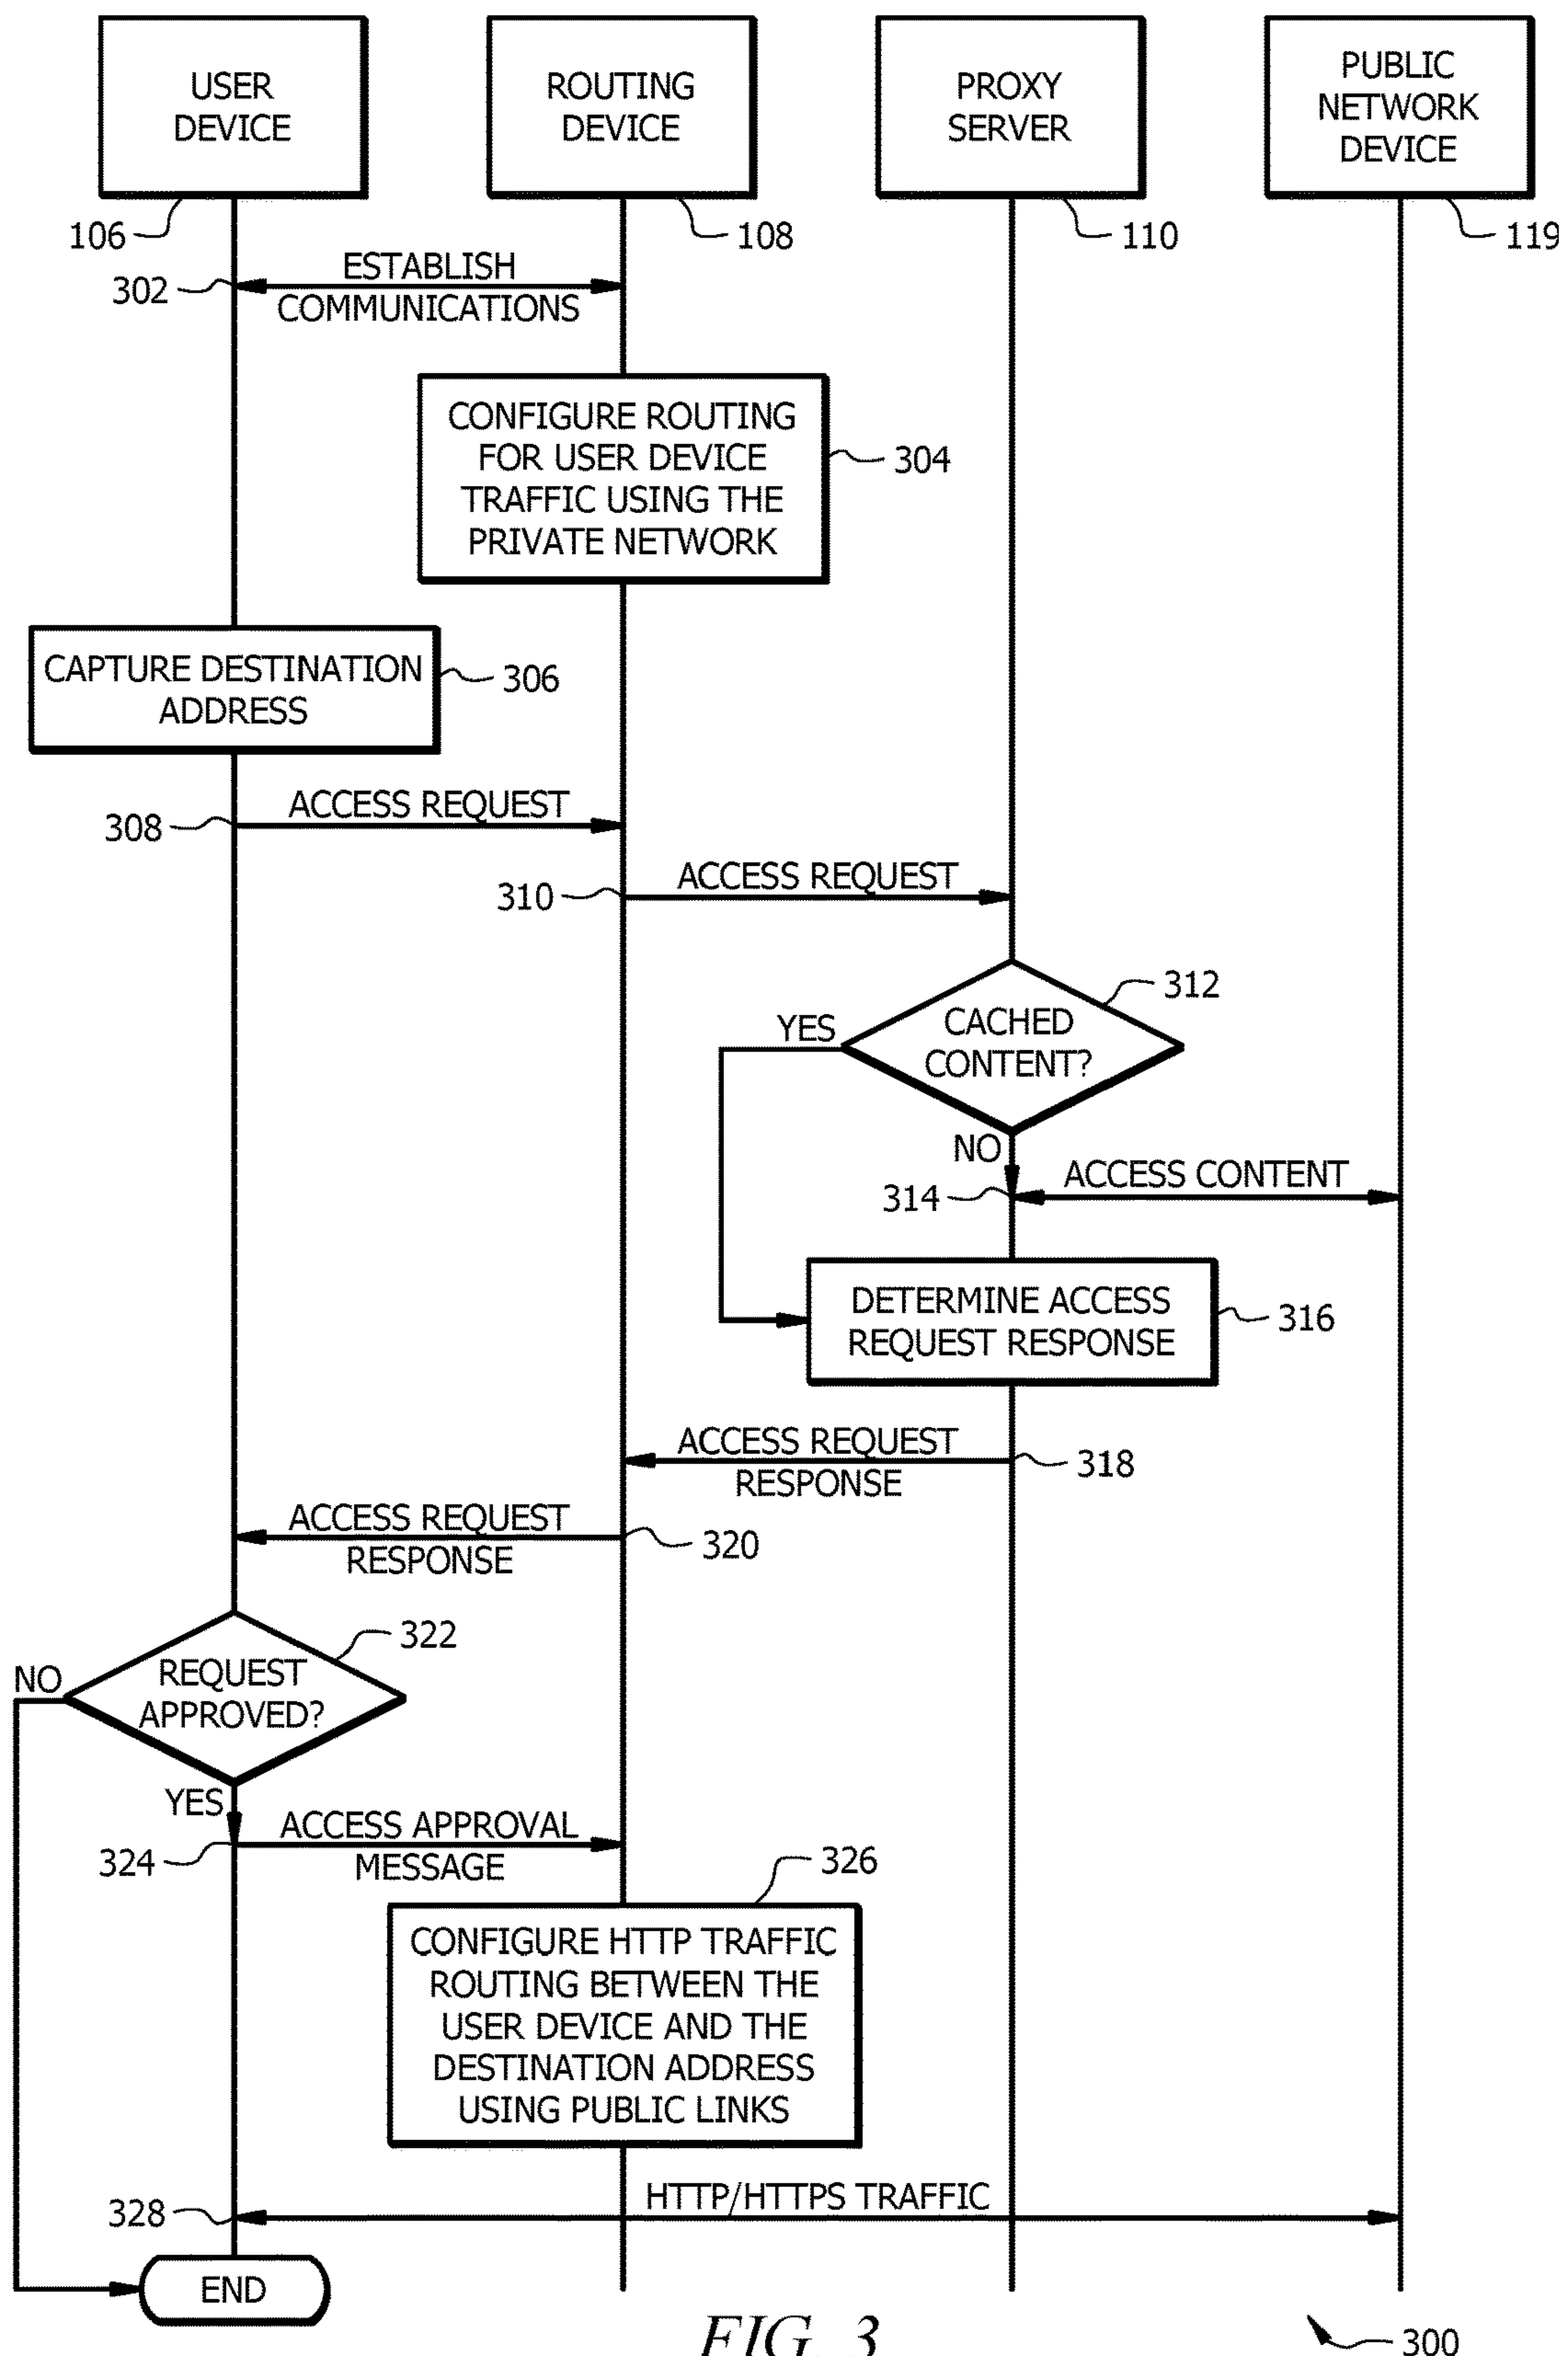 USER
DEVICE
ROUTING
DEVICE
PROXY
SERVER
PUBLIC
NETWORK
DEVICE
106
108
110
119
302
ESTABLISH
COMMUNICATIONS
CONFIGURE ROUTING
FOR USER DEVICE
TRAFFIC USING THE
PRIVATE NETWORK
304
CAPTURE DESTINATION
ADDRESS
306
308
ACCESS REQUEST
310
ACCESS REQUEST
312
YES
CACHED
CONTENT?
NO
314
ACCESS CONTENT
DETERMINE ACCESS
REQUEST RESPONSE
316
ACCESS REQUEST
RESPONSE
318
ACCESS REQUEST
RESPONSE
320
322
NO
REQUEST
APPROVED?
YES
324
ACCESS APPROVAL
MESSAGE
326
CONFIGURE HTTP TRAFFIC
ROUTING BETWEEN THE
USER DEVICE AND THE
DESTINATION ADDRESS
USING PUBLIC LINKS
328
HTTP/HTTPS TRAFFIC
END
FIG. 3
300